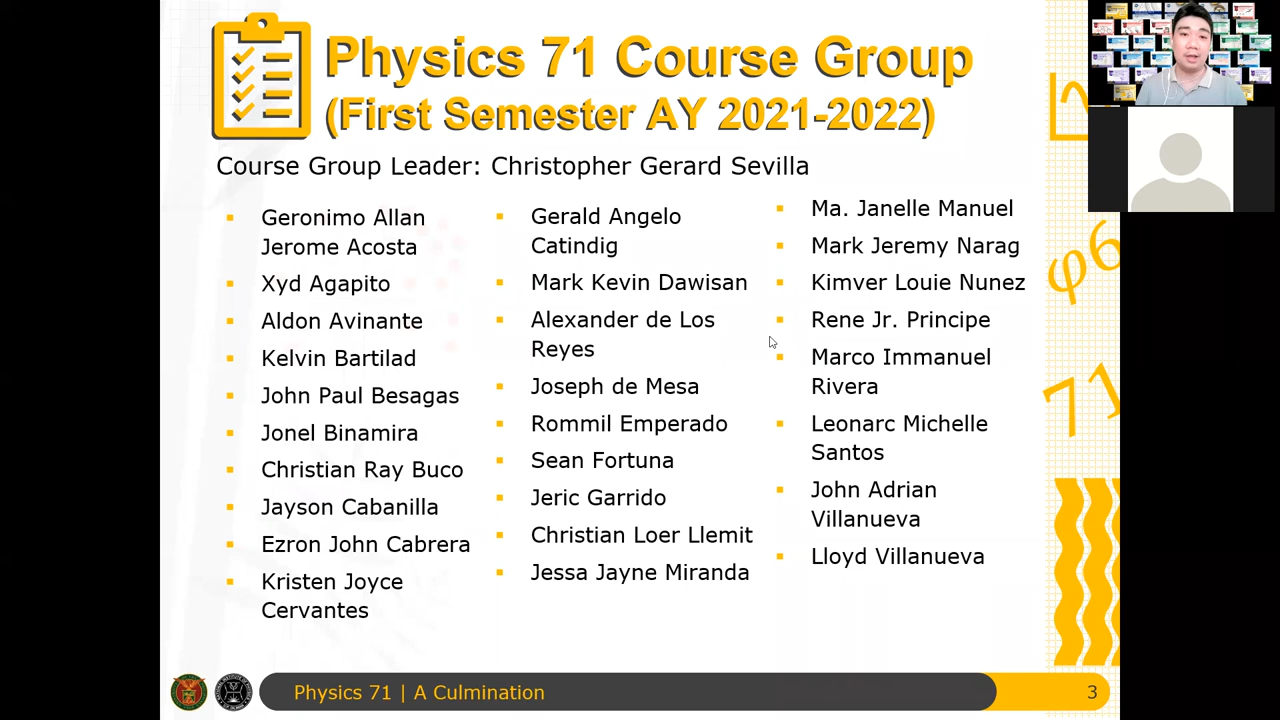 Physics 71 Course Group
(First Semester AY 2021-2022)
Course Group Leader: Christopher Gerard Sevilla
Geronimo Allan
Jerome Acosta
Xyd Agapito
Aldon Avinante
Kelvin Bartilad
John Paul Besagas
Jonel Binamira
Christian Ray Buco
Jayson Cabanilla
Ezron John Cabrera
Kristen Joyce
Cervantes
Gerald Angelo
Catindig
Mark Kevin Dawisan
Alexander de Los
Reyes
Joseph de Mesa
Rommil Emperado
Sean Fortuna
Jeric Garrido
Christian Loer Llemit
Jessa Jayne Miranda
Ma. Janelle Manuel
Mark Jeremy Narag
Kimver Louie Nunez
Rene Jr. Principe
Marco Immanuel
Rivera
Leonarc Michelle
Santos
John Adrian
Villanueva
Lloyd Villanueva
φ6
71
Physics 71 | A Culmination
3